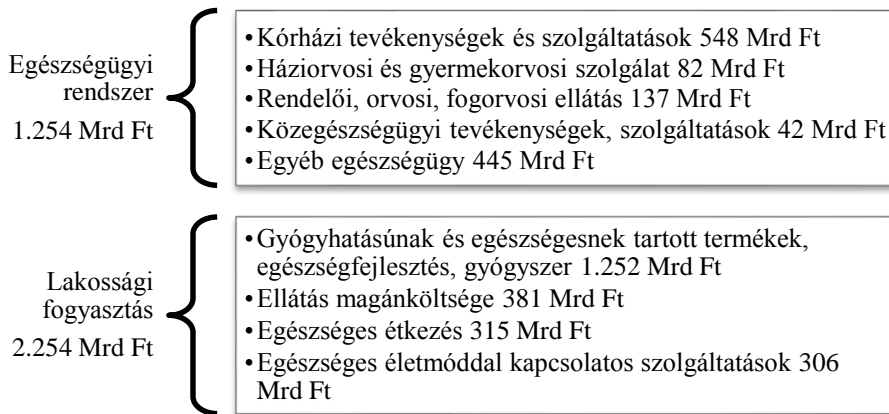 Egészségügyi
rendszer
1.254 Mrd Ft
•Kórházi tevékenységek és szolgáltatások 548 Mrd Ft
•Háziorvosi és gyermekorvosi szolgálat 82 Mrd Ft
•Rendelői, orvosi, fogorvosi ellátás 137 Mrd Ft
•Közegészségügyi tevékenységek, szolgáltatások 42 Mrd Ft
•Egyéb egészségügy 445 Mrd Ft
Lakossági
fogyasztás
2.254 Mrd Ft
•Gyógyhatásúnak és egészségesnek tartott termékek,
egészségfejlesztés, gyógyszer 1.252 Mrd Ft
•Ellátás magánköltsége 381 Mrd Ft
•Egészséges étkezés 315 Mrd Ft
•Egészséges életmóddal kapcsolatos szolgáltatások 306
Mrd Ft